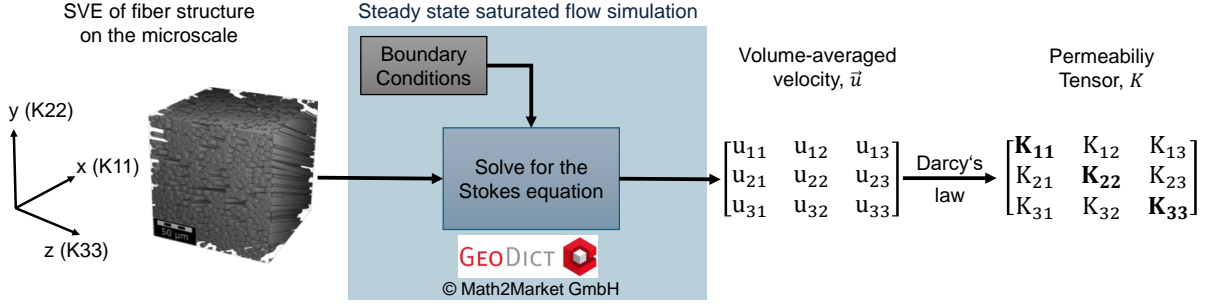 SVE of fiber structure
on the microscale
y (K22)
x (K11)
z (K33)
50 µm
Steady state saturated flow simulation
Boundary
Conditions
Solve for the
Stokes equation
GEODICT
© Math2Market GmbH
Volume-averaged
velocity, u⃗
u₁₁ u₁₂ u₁₃
u₂₁ u₂₂ u₂₃
u₃₁ u₃₂ u₃₃
Darcy‘s
law
Permeabiliy
Tensor, K
K₁₁ K₁₂ K₁₃
K₂₁ K₂₂ K₂₃
K₃₁ K₃₂ K₃₃